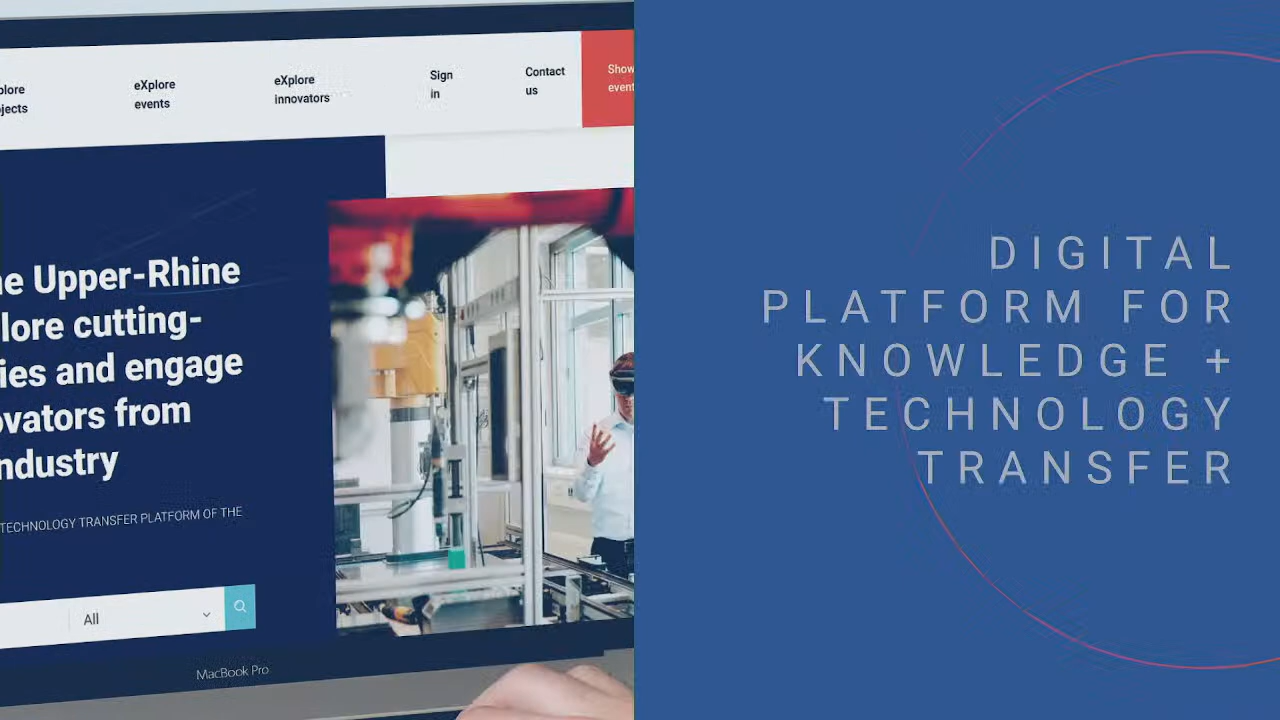 eXplore
events
eXplore
innovators
Sign
in
Contact
us
Show
Upper-Rhine
cutting-
and engage
from
TECHNOLOGY TRANSFER PLATFORM OF THE
All
MacBook Pro
DIGITAL
PLATFORM FOR
KNOWLEDGE +
TECHNOLOGY
TRANSFER